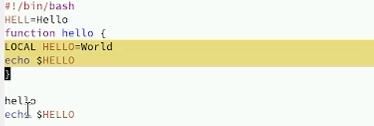 #!/bin/bash
HELL=Hello
function hello {
LOCAL HELLO=World
echo $HELLO
}
hello
echo $HELLO